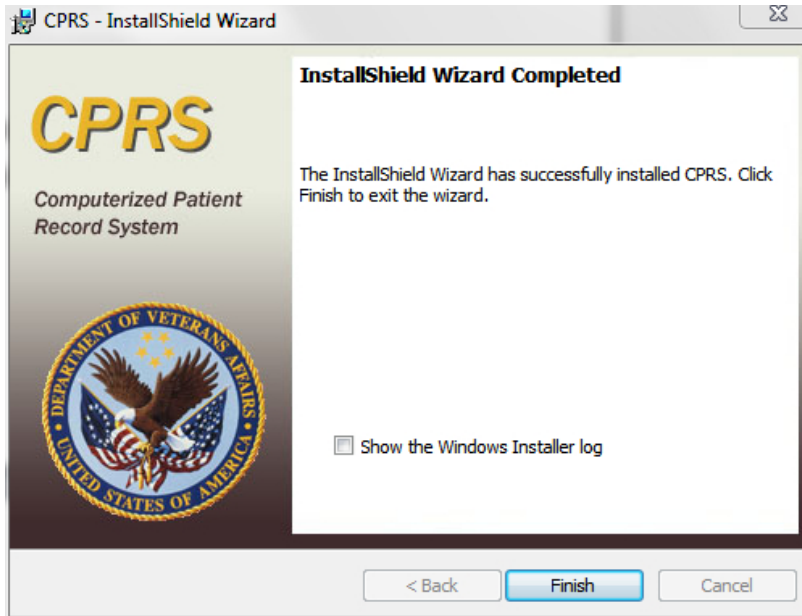 CPRS - InstallShield Wizard
InstallShield Wizard Completed
CPRS
The InstallShield Wizard has successfully installed CPRS. Click
Finish to exit the wizard.
Computerized Patient
Record System
DEPARTMENT OF VETERANS AFFAIRS
UNITED STATES OF AMERICA
Show the Windows Installer log
< Back
Finish
Cancel